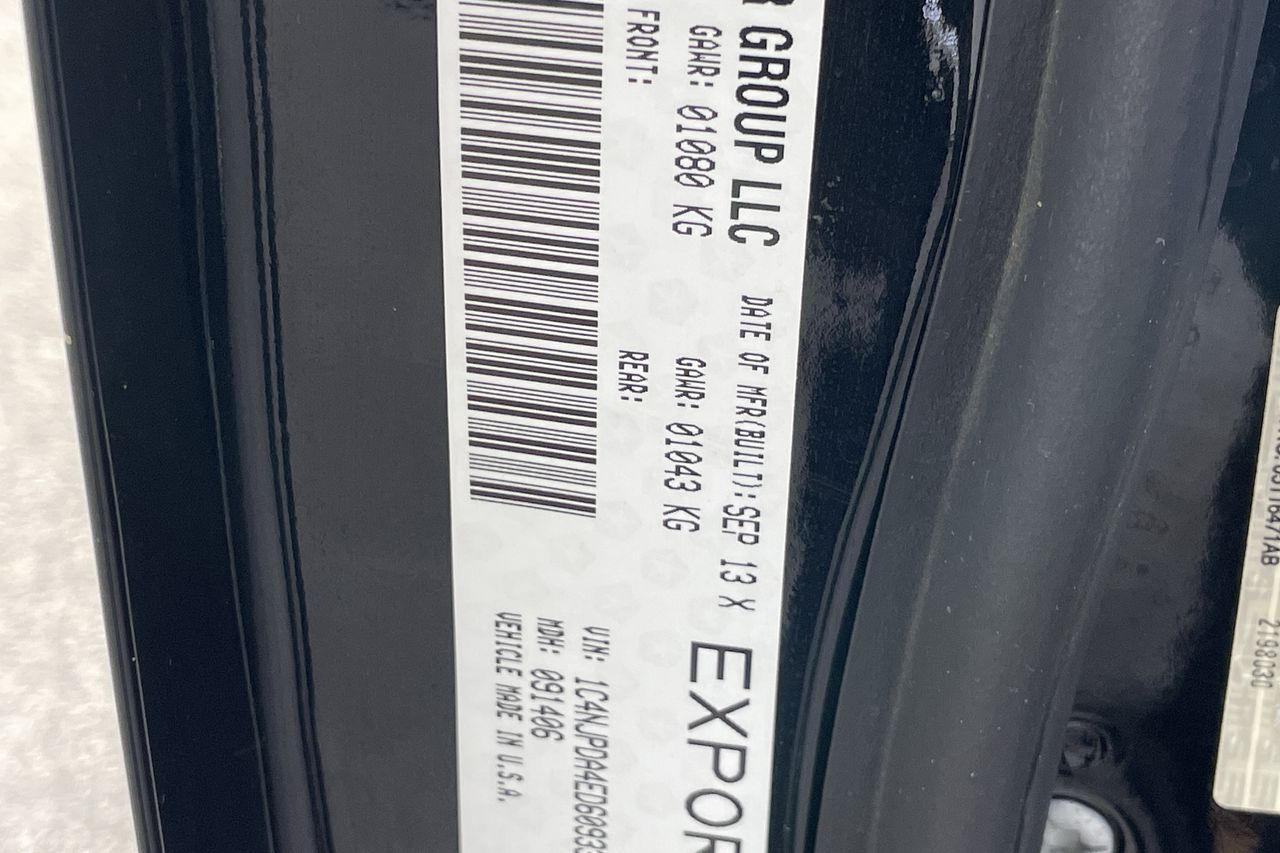 GROUP LLC
DATE OF MFR(BUILT):SEP 13 X
EXPOR
GAWR: 01080 KG
GAWR: 01043 KG
FRONT:
REAR:
VIN: 1C4NJPDA4ED6093
MDH: 091406
VEHICLE MADE IN U.S.A.